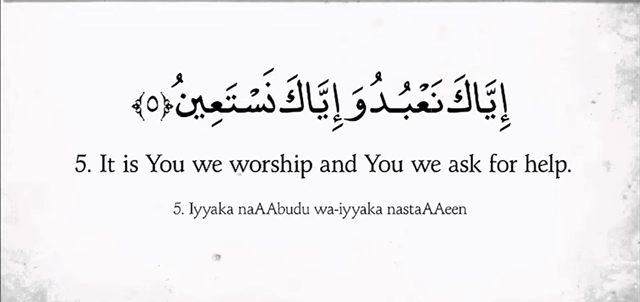 إِيَّاكَ نَعْبُدُ وَ إِيَّاكَ نَسْتَعِينُ ﴿٥﴾
5. It is You we worship and You we ask for help.
5. Iyyaka naAAbudu wa-iyyaka nastaAAeen